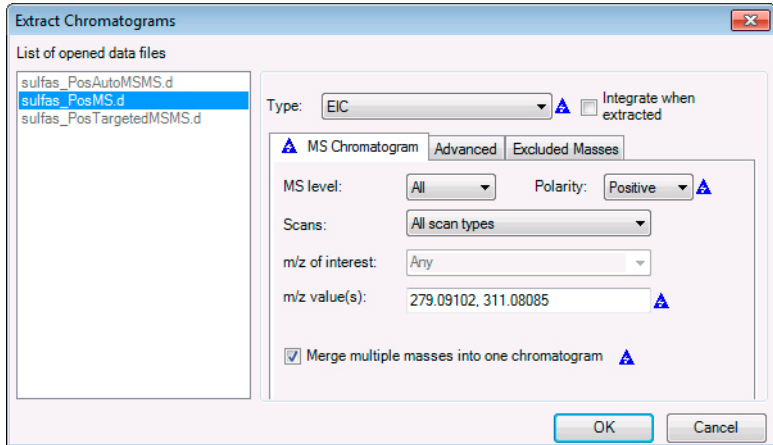 Extract Chromatograms
List of opened data files
sulfas_PosAutoMSMS.d
sulfas_PosMS.d
sulfas_PosTargetedMSMS.d
Type: EIC Integrate when extracted
MS Chromatogram Advanced Excluded Masses
MS level: All Polarity: Positive
Scans: All scan types
m/z of interest: Any
m/z value(s): 279.09102, 311.08085
Merge multiple masses into one chromatogram
OK Cancel